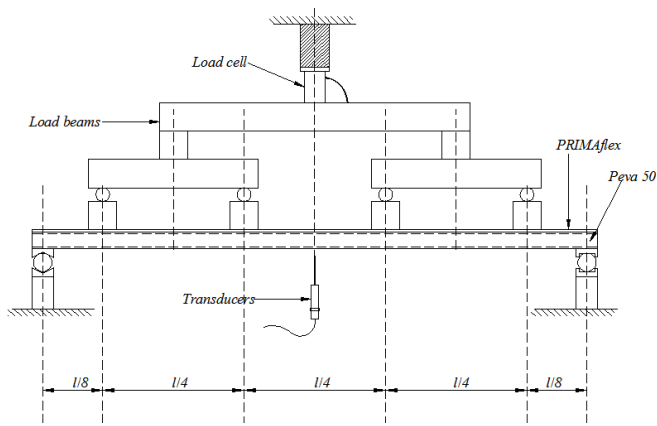 Load cell
Load beams
PRIMAflex
Peva 50
Transducers
l/8
l/4
l/4
l/4
l/8